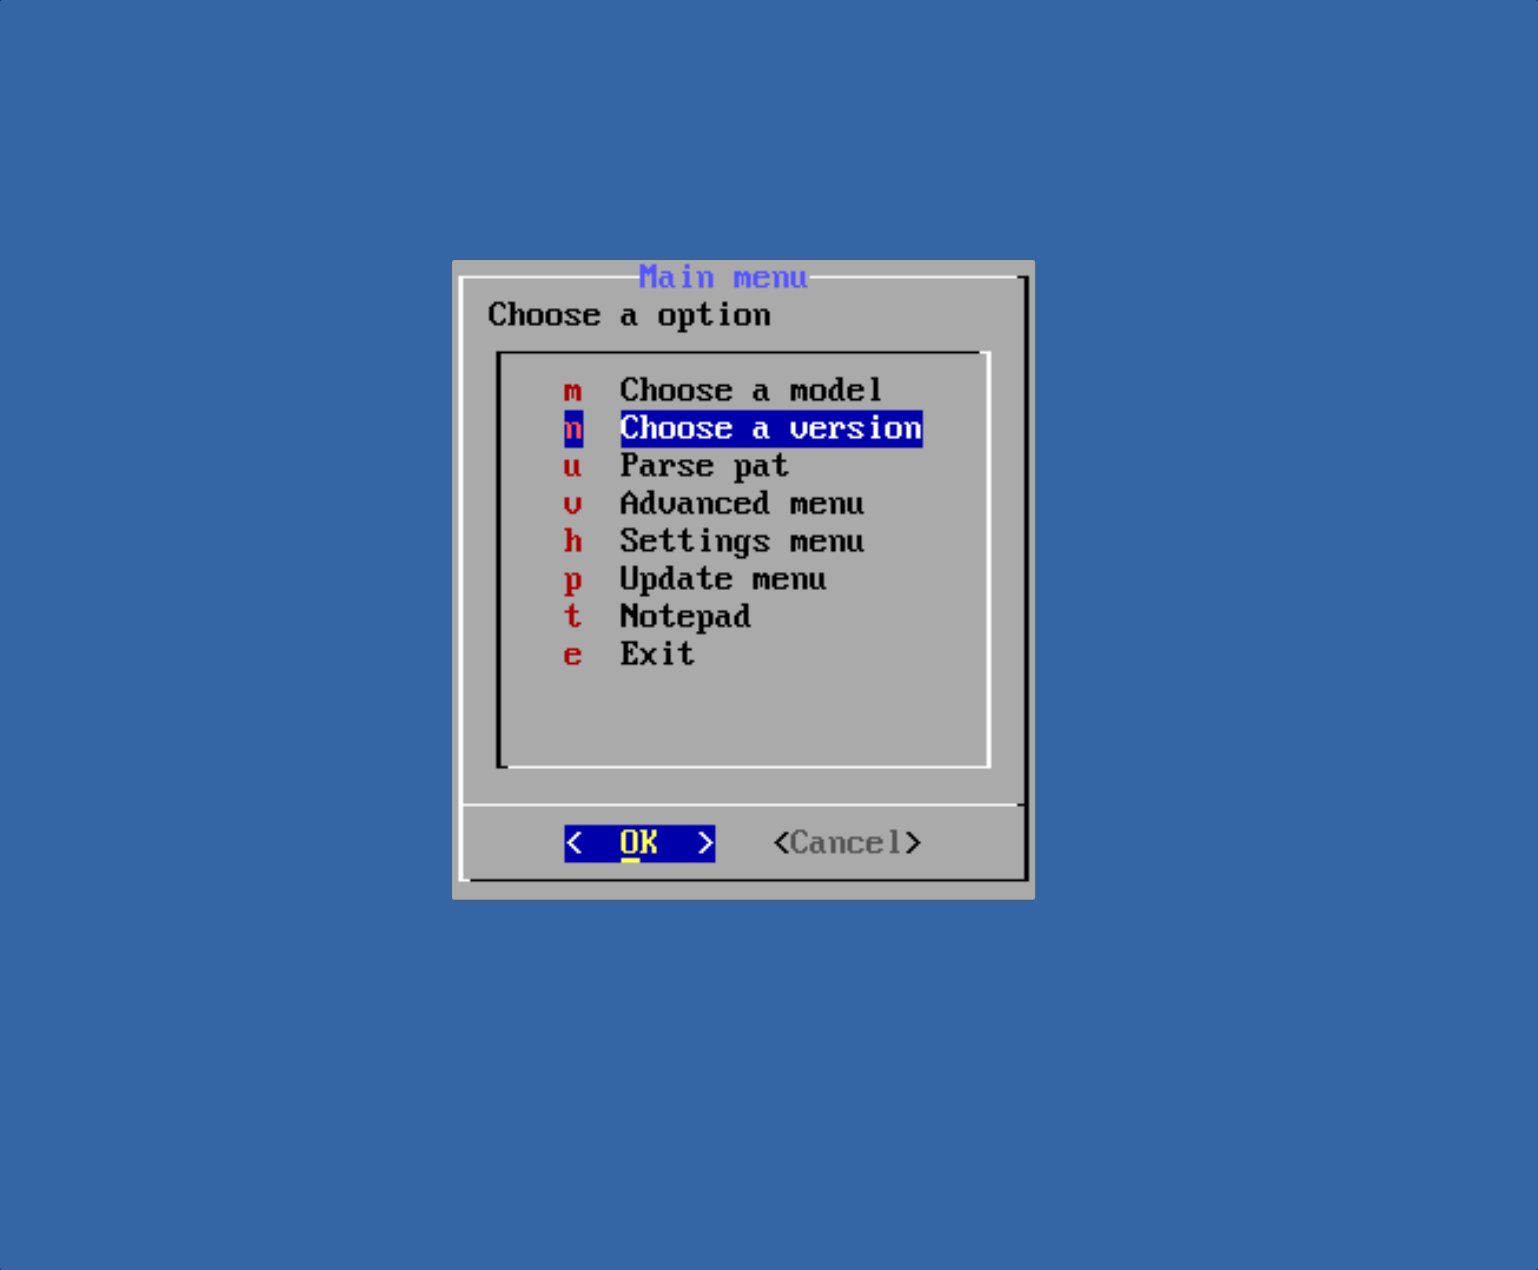 Main menu
Choose a option
m Choose a model
n Choose a version
u Parse pat
v Advanced menu
h Settings menu
p Update menu
t Notepad
e Exit
< OK > <Cancel>